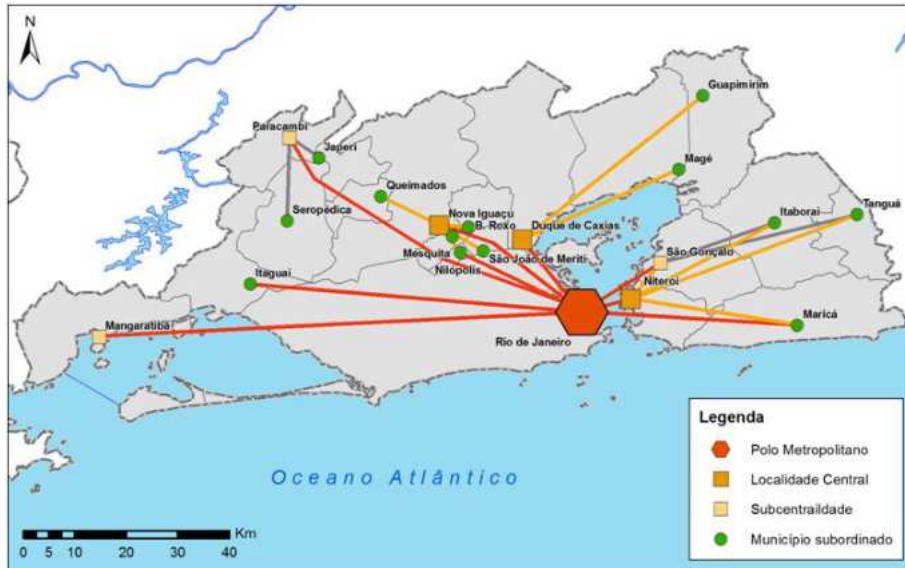 N
Guapimirim
Paracambi
Japeri
Magé
Queimados
Seropédica
Nova Iguaçu
B. Roxo
Duque de Caxias
Itaboraí
Tanguá
Mesquita
São João de Meriti
Nilópolis
São Gonçalo
Itaguaí
Niterói
Mangaratiba
Rio de Janeiro
Maricá
Oceano Atlântico
Km
0 5 10 20 30 40
Legenda
Polo Metropolitano
Localidade Central
Subcentraildade
Município subordinado